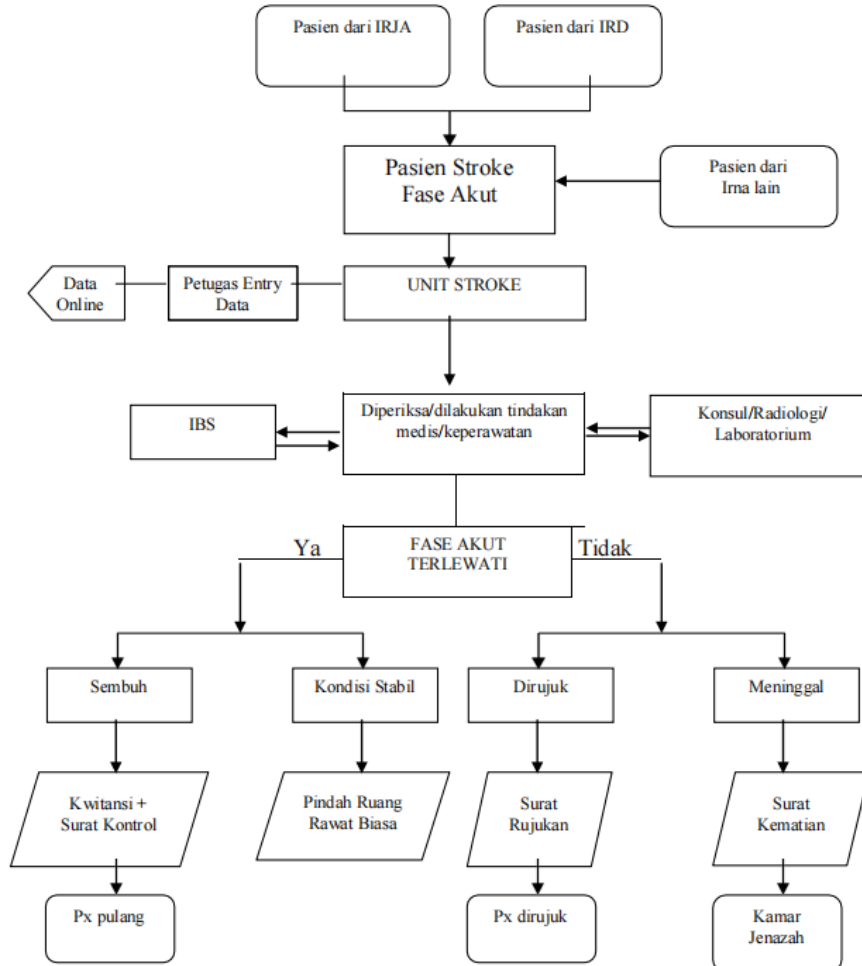 Pasien dari IRJA
Pasien dari IRD
Pasien Stroke
Fase Akut
Pasien dari
Irna lain
Data
Online
Petugas Entry
Data
UNIT STROKE
IBS
Diperiksa/dilakukan tindakan
medis/keperawatan
Konsul/Radiologi/
Laboratorium
Ya
FASE AKUT
TERLEWATI
Tidak
Sembuh
Kondisi Stabil
Dirujuk
Meninggal
Kwitansi +
Surat Kontrol
Pindah Ruang
Rawat Biasa
Surat
Rujukan
Surat
Kematian
Px pulang
Px dirujuk
Kamar
Jenazah